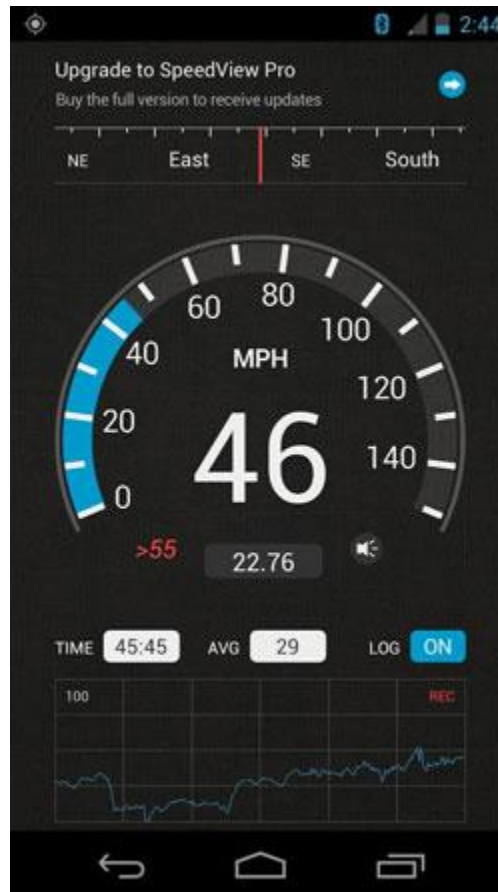 2:44
Upgrade to SpeedView Pro
Buy the full version to receive updates
NE East SE South
60 80
40 100
MPH
120
20
46
140
0
>55
22.76
TIME 45:45 AVG 29 LOG ON
100 REC